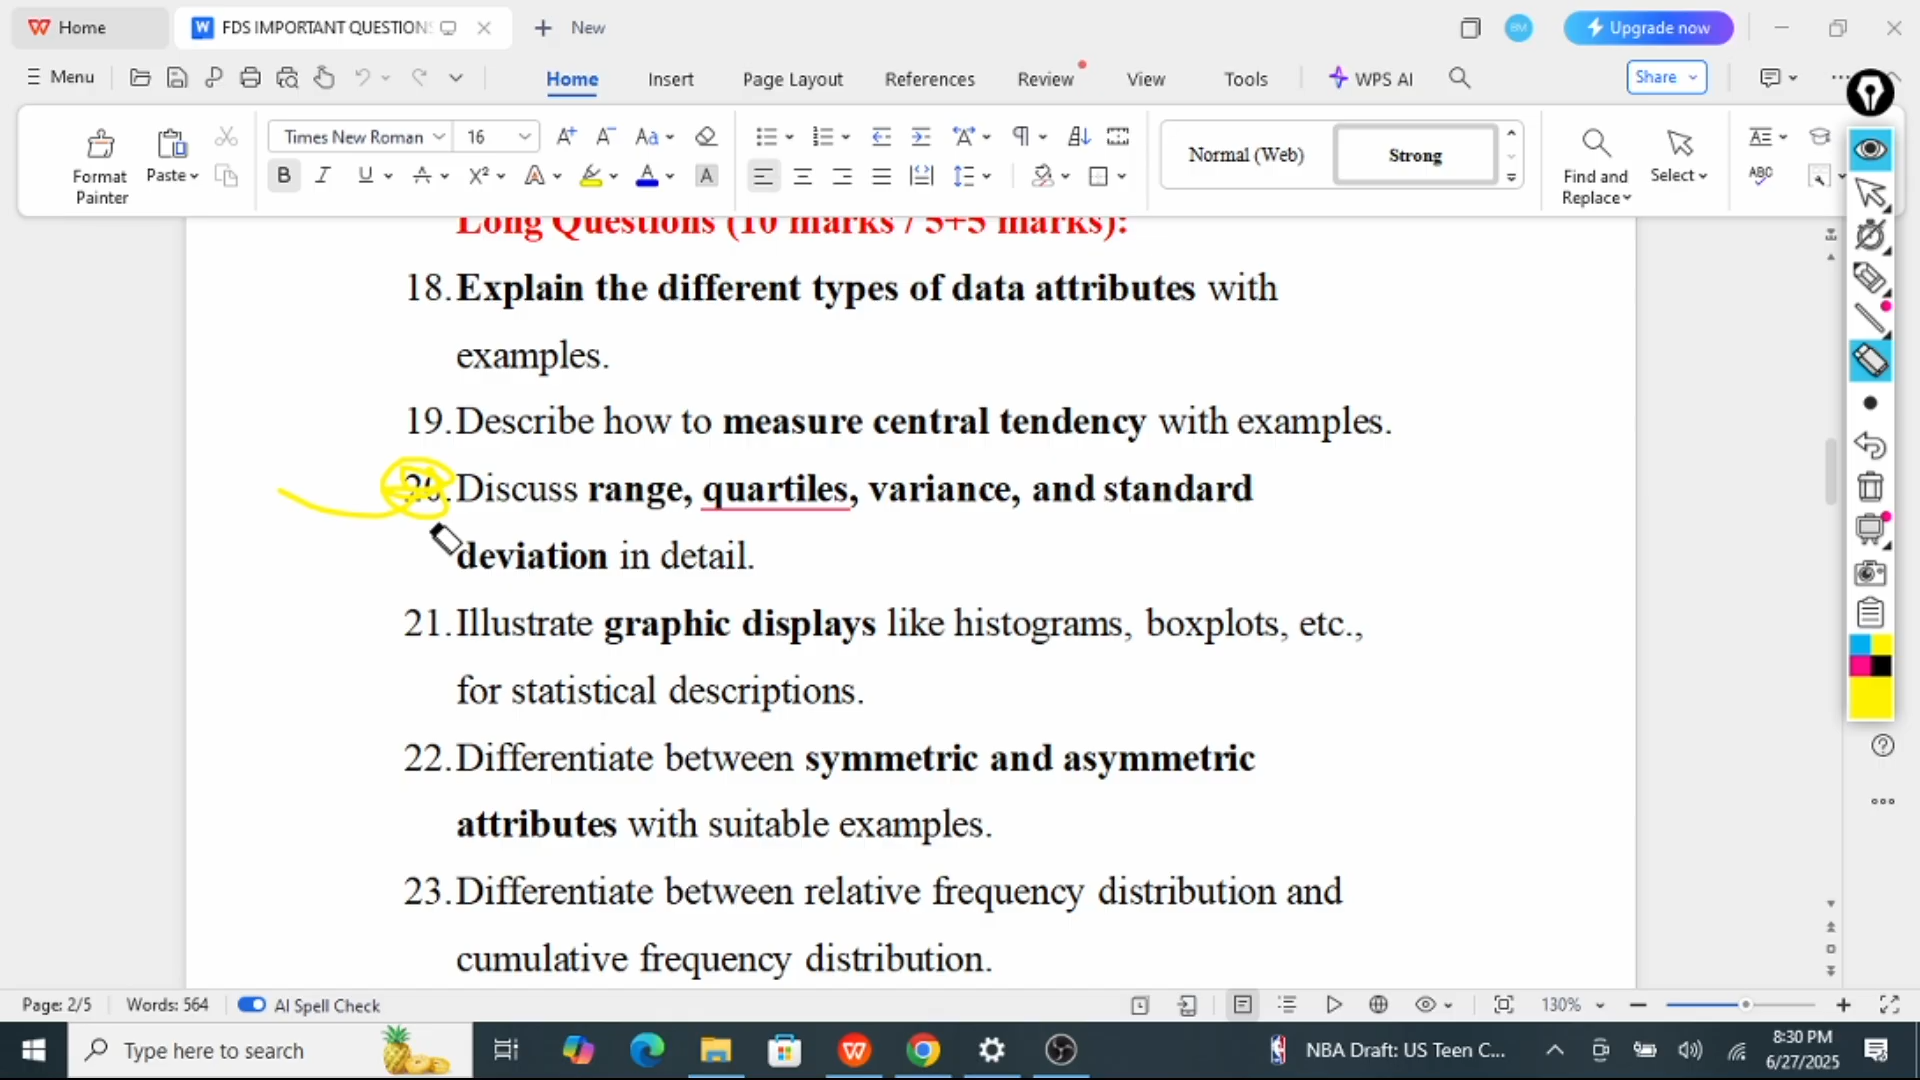 Home
FDS IMPORTANT QUESTION
New
BM
Upgrade now
Menu
Home
Insert
Page Layout
References
Review
View
Tools
WPS AI
Share
Format Painter
Paste
Times New Roman
16
Normal (Web)
Strong
Find and Replace
Select
Long Questions (10 marks / 5+5 marks):
18. Explain the different types of data attributes with
examples.
19. Describe how to measure central tendency with examples.
20. Discuss range, quartiles, variance, and standard
deviation in detail.
21. Illustrate graphic displays like histograms, boxplots, etc.,
for statistical descriptions.
22. Differentiate between symmetric and asymmetric
attributes with suitable examples.
23. Differentiate between relative frequency distribution and
cumulative frequency distribution.
Page: 2/5
Words: 564
AI Spell Check
130%
Type here to search
NBA Draft: US Teen C...
8:30 PM
6/27/2025